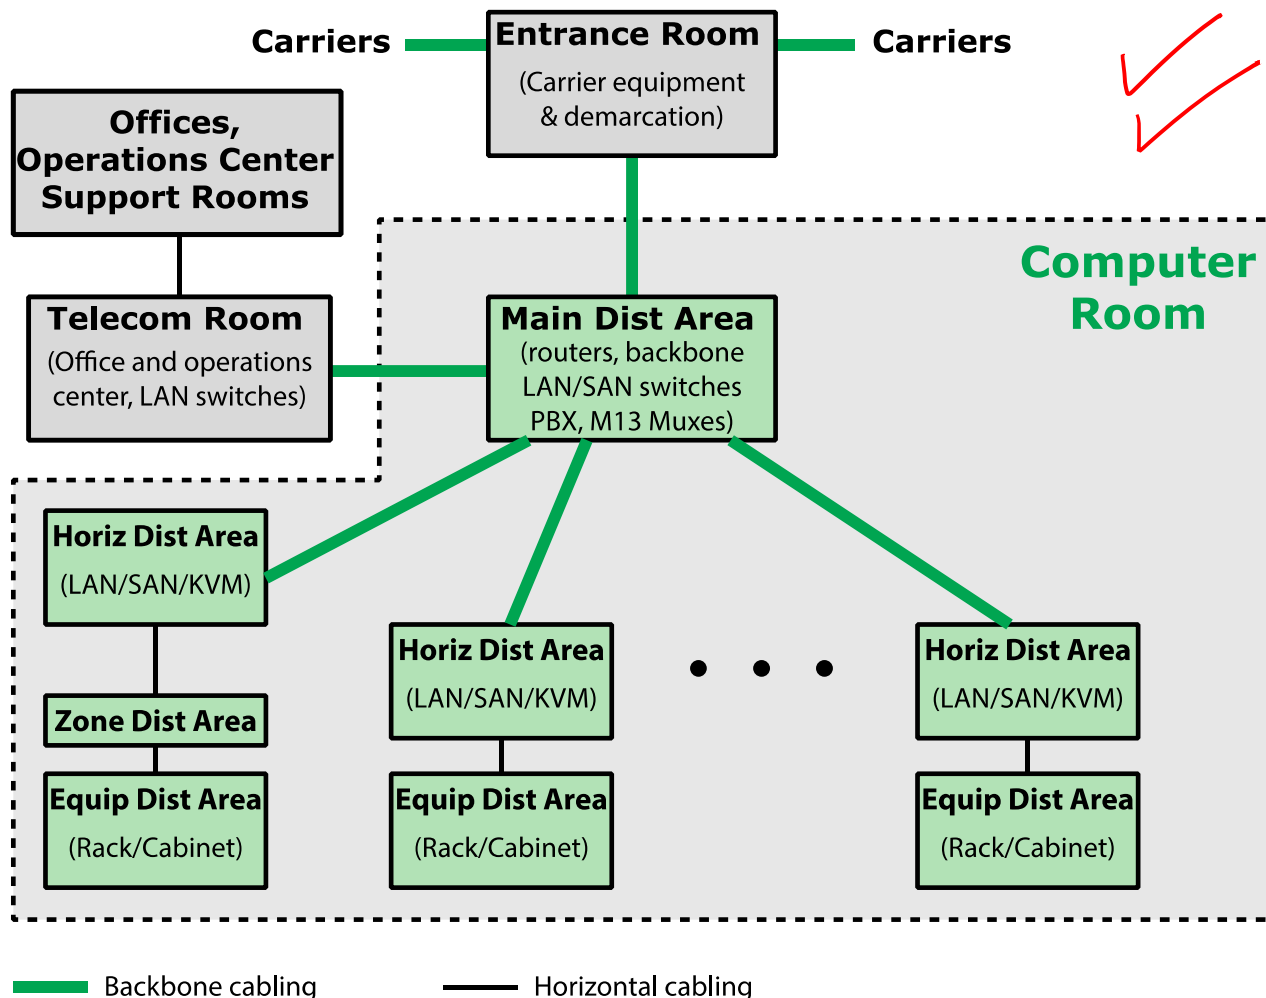 Carriers
Entrance Room
(Carrier equipment
& demarcation)
Carriers
Offices,
Operations Center
Support Rooms
Computer
Room
Telecom Room
(Office and operations
center, LAN switches)
Main Dist Area
(routers, backbone
LAN/SAN switches
PBX, M13 Muxes)
Horiz Dist Area
(LAN/SAN/KVM)
Zone Dist Area
Equip Dist Area
(Rack/Cabinet)
Horiz Dist Area
(LAN/SAN/KVM)
Equip Dist Area
(Rack/Cabinet)
Horiz Dist Area
(LAN/SAN/KVM)
Equip Dist Area
(Rack/Cabinet)
Backbone cabling
Horizontal cabling